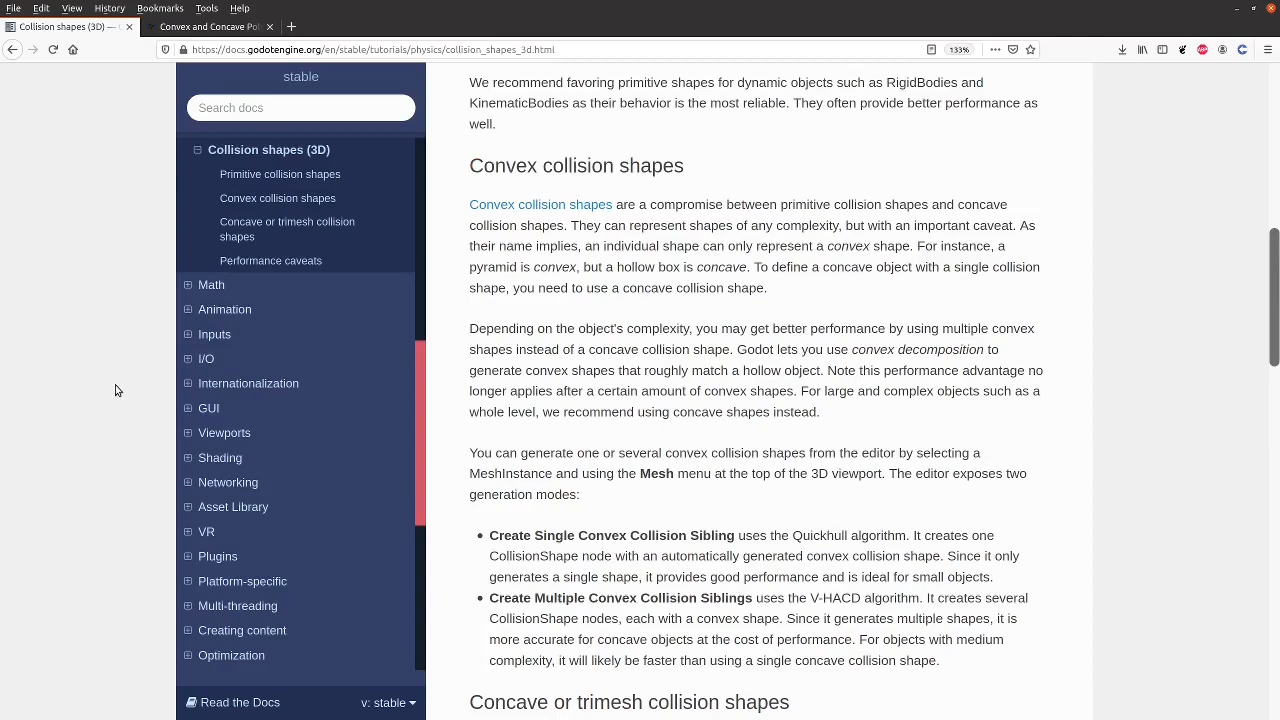 File Edit View History Bookmarks Tools Help
Collision shapes (3D) —
Convex and Concave Pol
https://docs.godotengine.org/en/stable/tutorials/physics/collision_shapes_3d.html
133%
stable
Search docs
Collision shapes (3D)
Primitive collision shapes
Convex collision shapes
Concave or trimesh collision
shapes
Performance caveats
Math
Animation
Inputs
I/O
Internationalization
GUI
Viewports
Shading
Networking
Asset Library
VR
Plugins
Platform-specific
Multi-threading
Creating content
Optimization
Read the Docs
v: stable
We recommend favoring primitive shapes for dynamic objects such as RigidBodies and
KinematicBodies as their behavior is the most reliable. They often provide better performance as
well.
Convex collision shapes
Convex collision shapes are a compromise between primitive collision shapes and concave
collision shapes. They can represent shapes of any complexity, but with an important caveat. As
their name implies, an individual shape can only represent a convex shape. For instance, a
pyramid is convex, but a hollow box is concave. To define a concave object with a single collision
shape, you need to use a concave collision shape.
Depending on the object's complexity, you may get better performance by using multiple convex
shapes instead of a concave collision shape. Godot lets you use convex decomposition to
generate convex shapes that roughly match a hollow object. Note this performance advantage no
longer applies after a certain amount of convex shapes. For large and complex objects such as a
whole level, we recommend using concave shapes instead.
You can generate one or several convex collision shapes from the editor by selecting a
MeshInstance and using the Mesh menu at the top of the 3D viewport. The editor exposes two
generation modes:
• Create Single Convex Collision Sibling uses the Quickhull algorithm. It creates one
CollisionShape node with an automatically generated convex collision shape. Since it only
generates a single shape, it provides good performance and is ideal for small objects.
• Create Multiple Convex Collision Siblings uses the V-HACD algorithm. It creates several
CollisionShape nodes, each with a convex shape. Since it generates multiple shapes, it is
more accurate for concave objects at the cost of performance. For objects with medium
complexity, it will likely be faster than using a single concave collision shape.
Concave or trimesh collision shapes